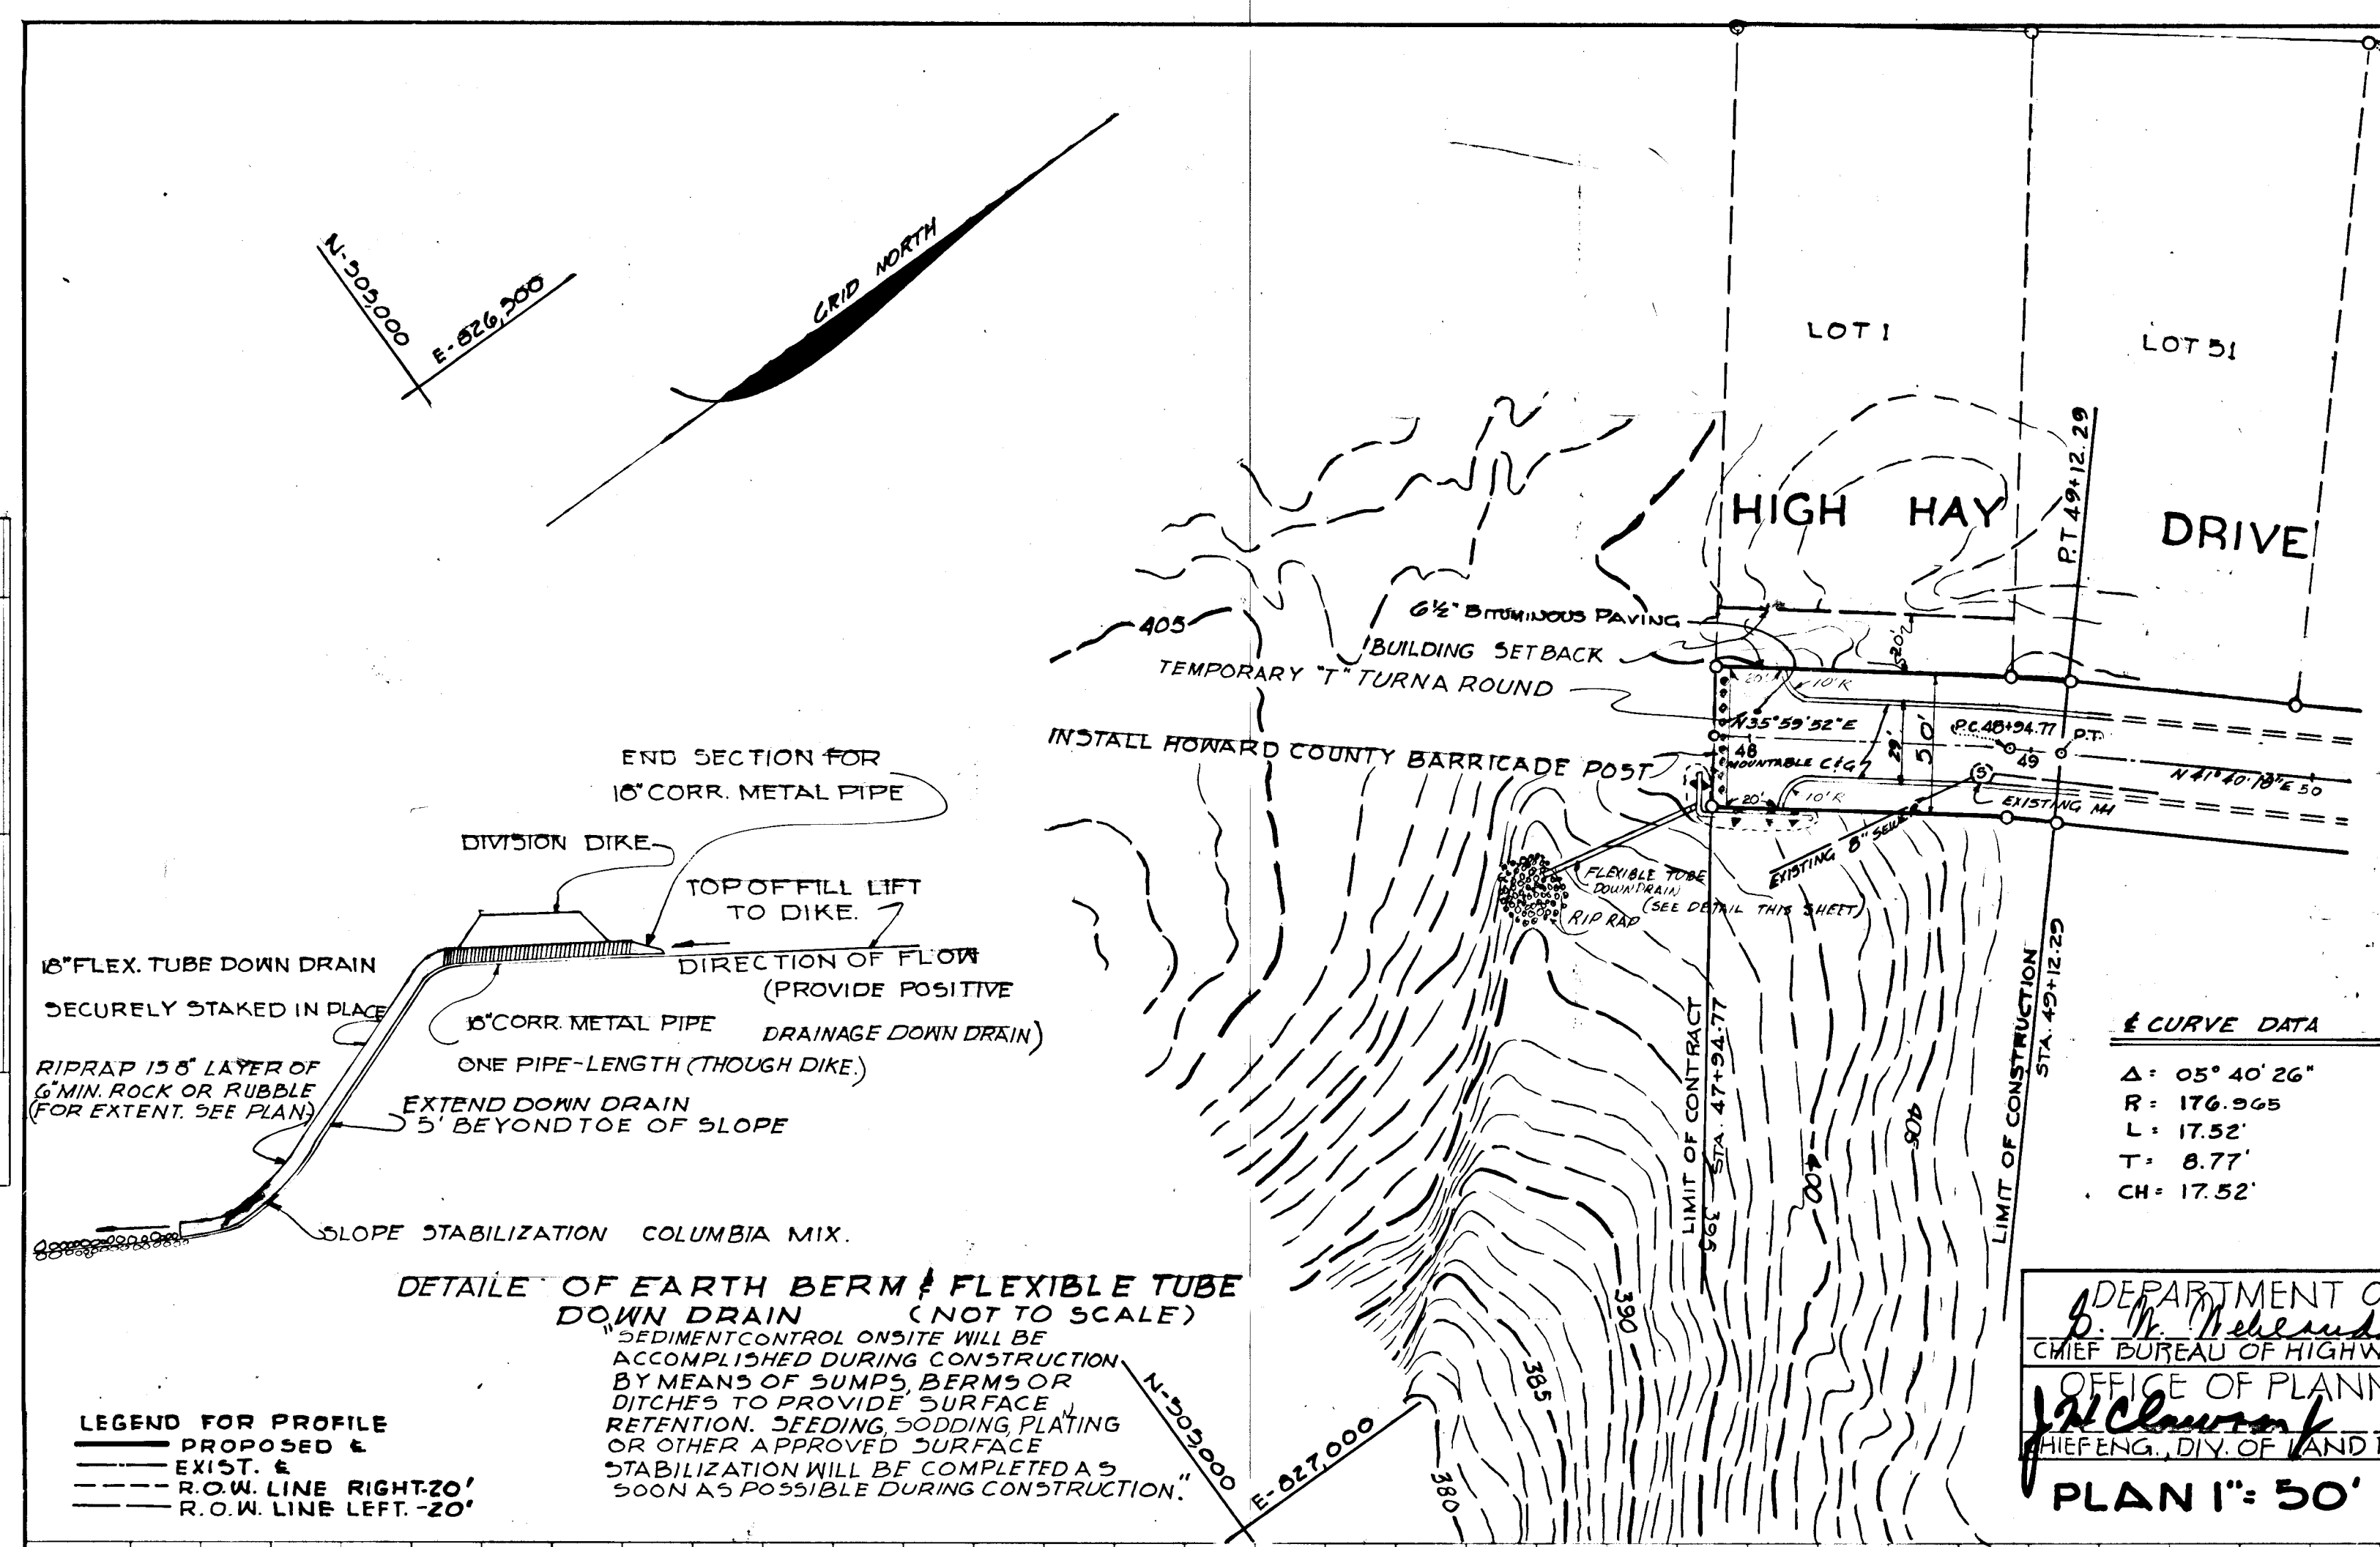 N-505,000
E-826,500
GRID NORTH
LOT 1
LOT 51
HIGH HAY DRIVE
P.T. 49+12.29
405
6½" BITUMINOUS PAVING
BUILDING SETBACK
TEMPORARY "T" TURNA ROUND
INSTALL HOWARD COUNTY BARRICADE POST
20'
20'
10'R
N35°59'52"E
48
MOUNTABLE C&G
29'
50'
P.C. 48+94.77
P.T.
49
N 41°40'18"E 50
20'
10'R
EXISTING MH
S
EXISTING 8" SEWER
FLEXIBLE TUBE
DOWNDRAIN
(SEE DETAIL THIS SHEET)
RIP RAP
END SECTION FOR
18" CORR. METAL PIPE
DIVISION DIKE
TOP OF FILL LIFT
TO DIKE.
18" FLEX. TUBE DOWN DRAIN
SECURELY STAKED IN PLACE
DIRECTION OF FLOW
(PROVIDE POSITIVE
DRAINAGE DOWN DRAIN)
18" CORR. METAL PIPE
ONE PIPE-LENGTH (THOUGH DIKE.)
RIPRAP IS 8" LAYER OF
6" MIN. ROCK OR RUBBLE
(FOR EXTENT. SEE PLAN)
EXTEND DOWN DRAIN
5' BEYOND TOE OF SLOPE
SLOPE STABILIZATION COLUMBIA MIX.
DETAILE OF EARTH BERM & FLEXIBLE TUBE
DOWN DRAIN (NOT TO SCALE)
"SEDIMENT CONTROL ONSITE WILL BE
ACCOMPLISHED DURING CONSTRUCTION
BY MEANS OF SUMPS, BERMS OR
DITCHES TO PROVIDE SURFACE
RETENTION. SEEDING, SODDING, PLATING
OR OTHER APPROVED SURFACE
STABILIZATION WILL BE COMPLETED AS
SOON AS POSSIBLE DURING CONSTRUCTION."
LEGEND FOR PROFILE
PROPOSED ℄
EXIST. ℄
R.O.W. LINE RIGHT-20'
R.O.W. LINE LEFT.-20'
N-505,000
E-827,000
380
385
390
395
400
405
LIMIT OF CONTRACT
STA. 47+94.77
LIMIT OF CONSTRUCTION
STA. 49+12.29
℄ CURVE DATA
Δ = 05° 40' 26"
R = 176.965
L = 17.52'
T = 8.77'
CH = 17.52'
DEPARTMENT O
CHIEF BUREAU OF HIGHW
OFFICE OF PLANN
CHIEF ENG., DIV. OF LAND
PLAN 1" = 50'